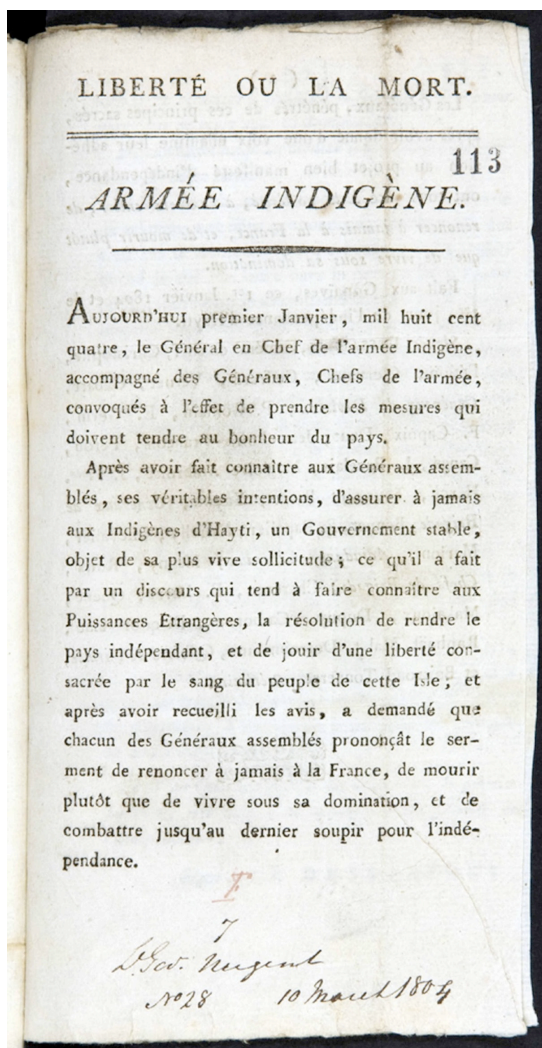 LIBERTÉ OU LA MORT.
113
ARMÉE INDIGÈNE.
AUJOURD'HUI premier Janvier, mil huit cent
quatre, le Général en Chef de l'armée Indigène,
accompagné des Généraux, Chefs de l'armée,
convoqués à l'effet de prendre les mesures qui
doivent tendre au bonheur du pays.
Après avoir fait connaître aux Généraux assem-
blés, ses véritables intentions, d'assurer à jamais
aux Indigènes d'Hayti, un Gouvernement stable,
objet de sa plus vive sollicitude; ce qu'il a fait
par un discours qui tend à faire connaître aux
Puissances Etrangères, la résolution de rendre le
pays indépendant, et de jouir d'une liberté con-
sacrée par le sang du peuple de cette Isle; et
après avoir recueilli les avis, a demandé que
chacun des Généraux assemblés prononçât le ser-
ment de renoncer à jamais à la France, de mourir
plutôt que de vivre sous sa domination, et de
combattre jusqu'au dernier soupir pour l'indé-
pendance.
7
Nugent
No 28 10 March 1804